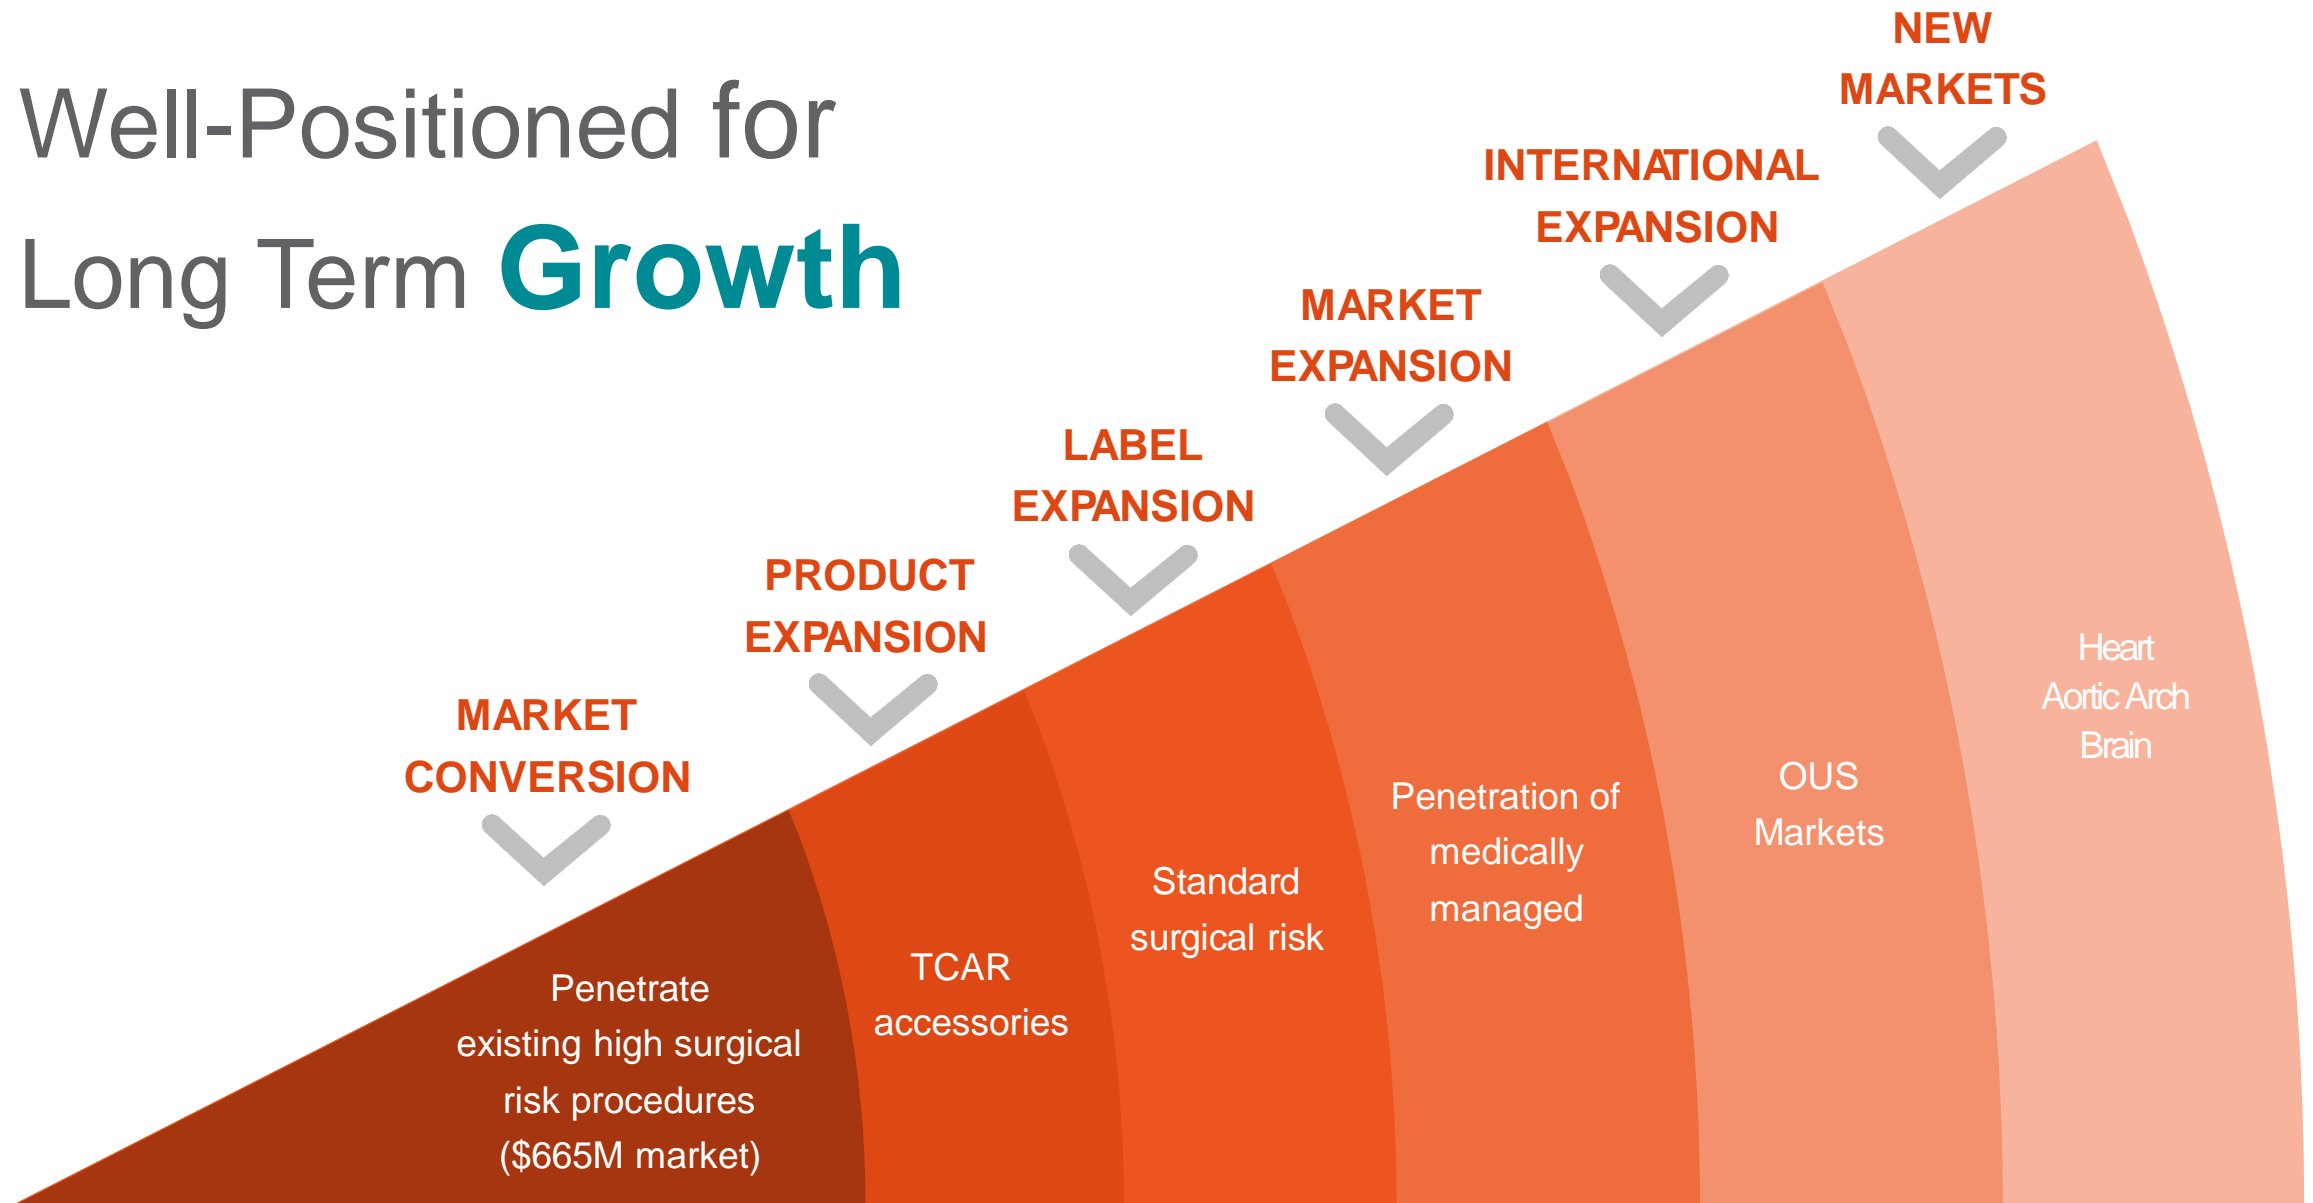 Well-Positioned for
Long Term Growth
MARKET
CONVERSION
PRODUCT
EXPANSION
LABEL
EXPANSION
MARKET
EXPANSION
INTERNATIONAL
EXPANSION
NEW
MARKETS
Penetrate
existing high surgical
risk procedures
($665M market)
TCAR
accessories
Standard
surgical risk
Penetration of
medically
managed
OUS
Markets
Heart
Aortic Arch
Brain